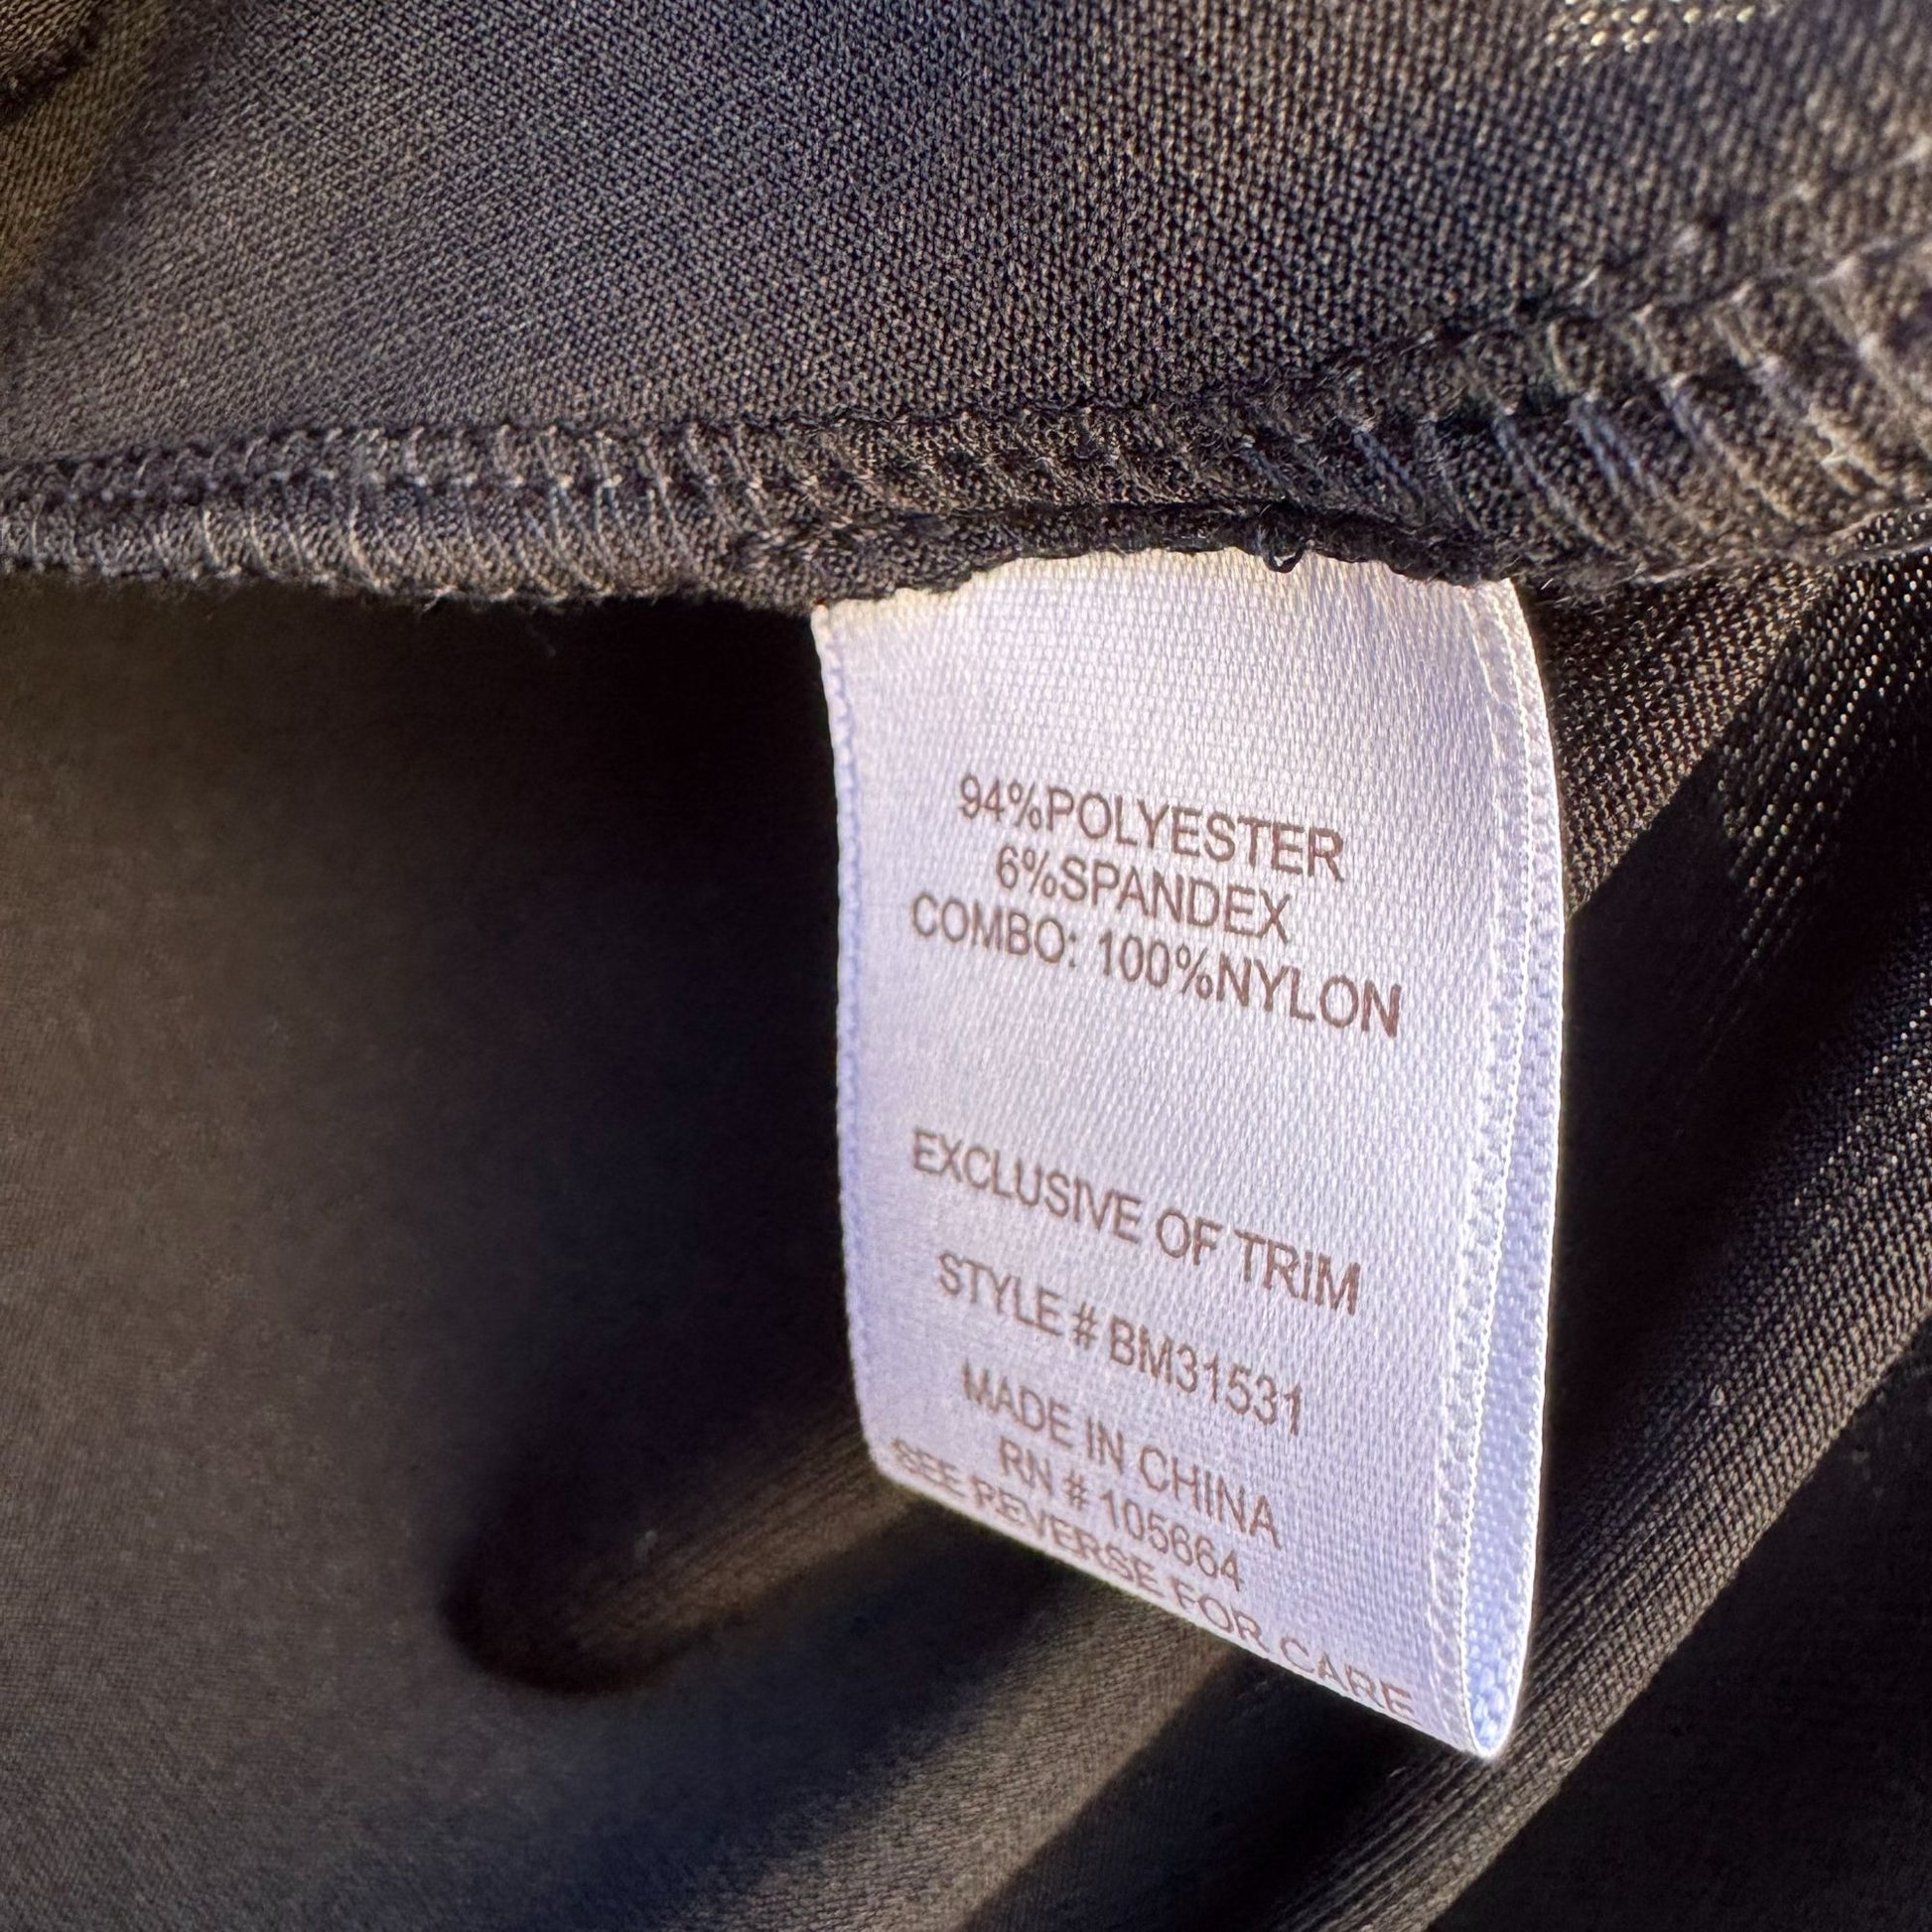 94%POLYESTER
6%SPANDEX
COMBO: 100%NYLON
EXCLUSIVE OF TRIM
STYLE # BM31531
MADE IN CHINA
RN # 105664
SEE REVERSE FOR CARE